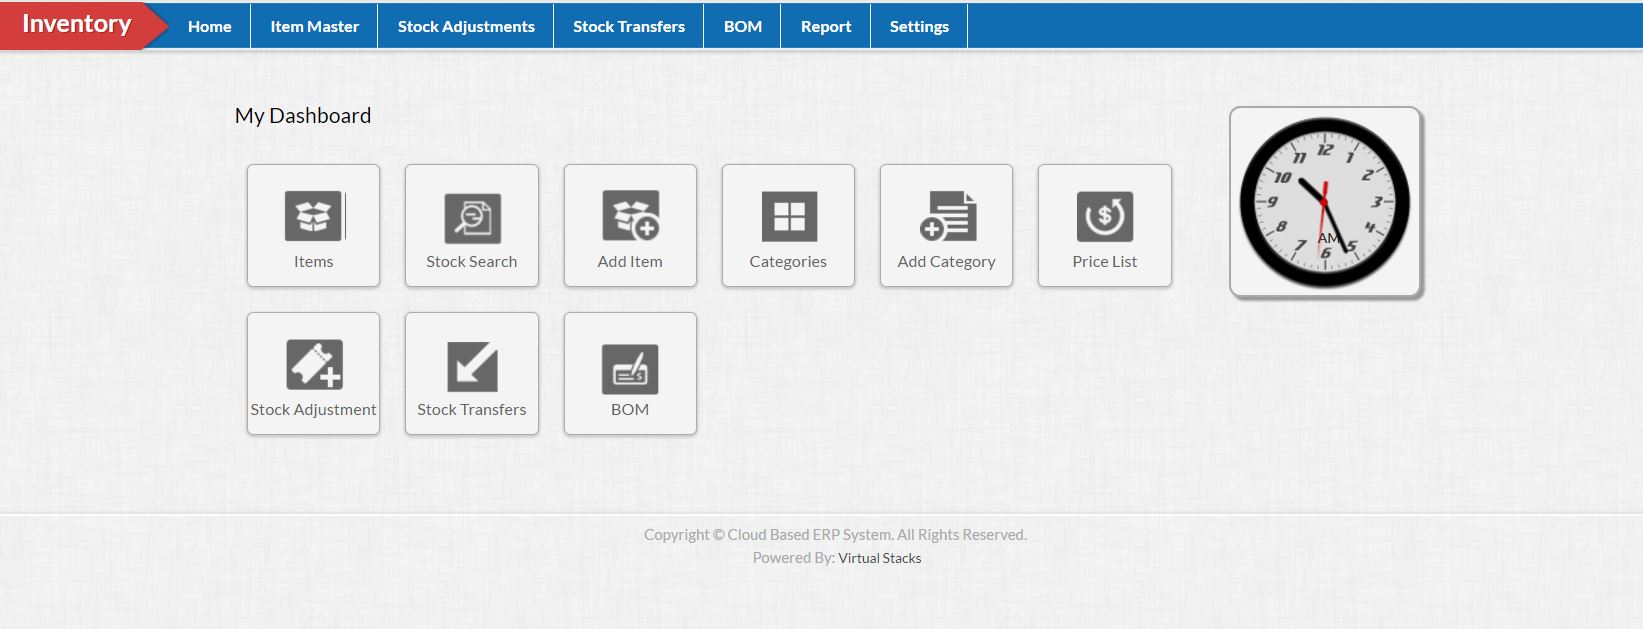 Inventory
Home Item Master Stock Adjustments Stock Transfers BOM Report Settings
My Dashboard
Items Stock Search Add Item Categories Add Category Price List
Stock Adjustment Stock Transfers BOM
12
1
2
3
4
5
6
7
8
9
10
11
AM
Copyright © Cloud Based ERP System. All Rights Reserved.
Powered By: Virtual Stacks